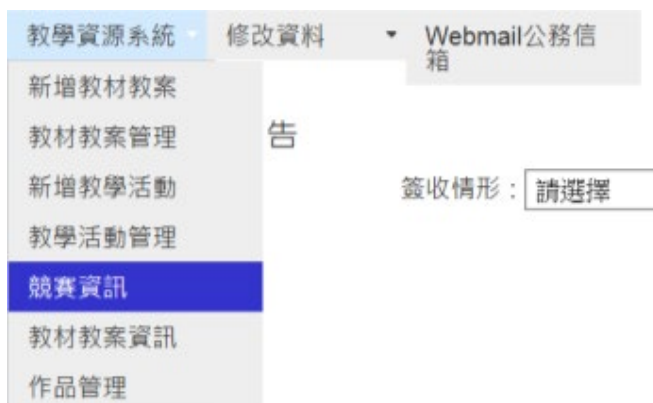 教學資源系統
修改資料
Webmail公務信
箱
新增教材教案
教材教案管理
告
新增教學活動
簽收情形：
請選擇
教學活動管理
競賽資訊
教材教案資訊
作品管理